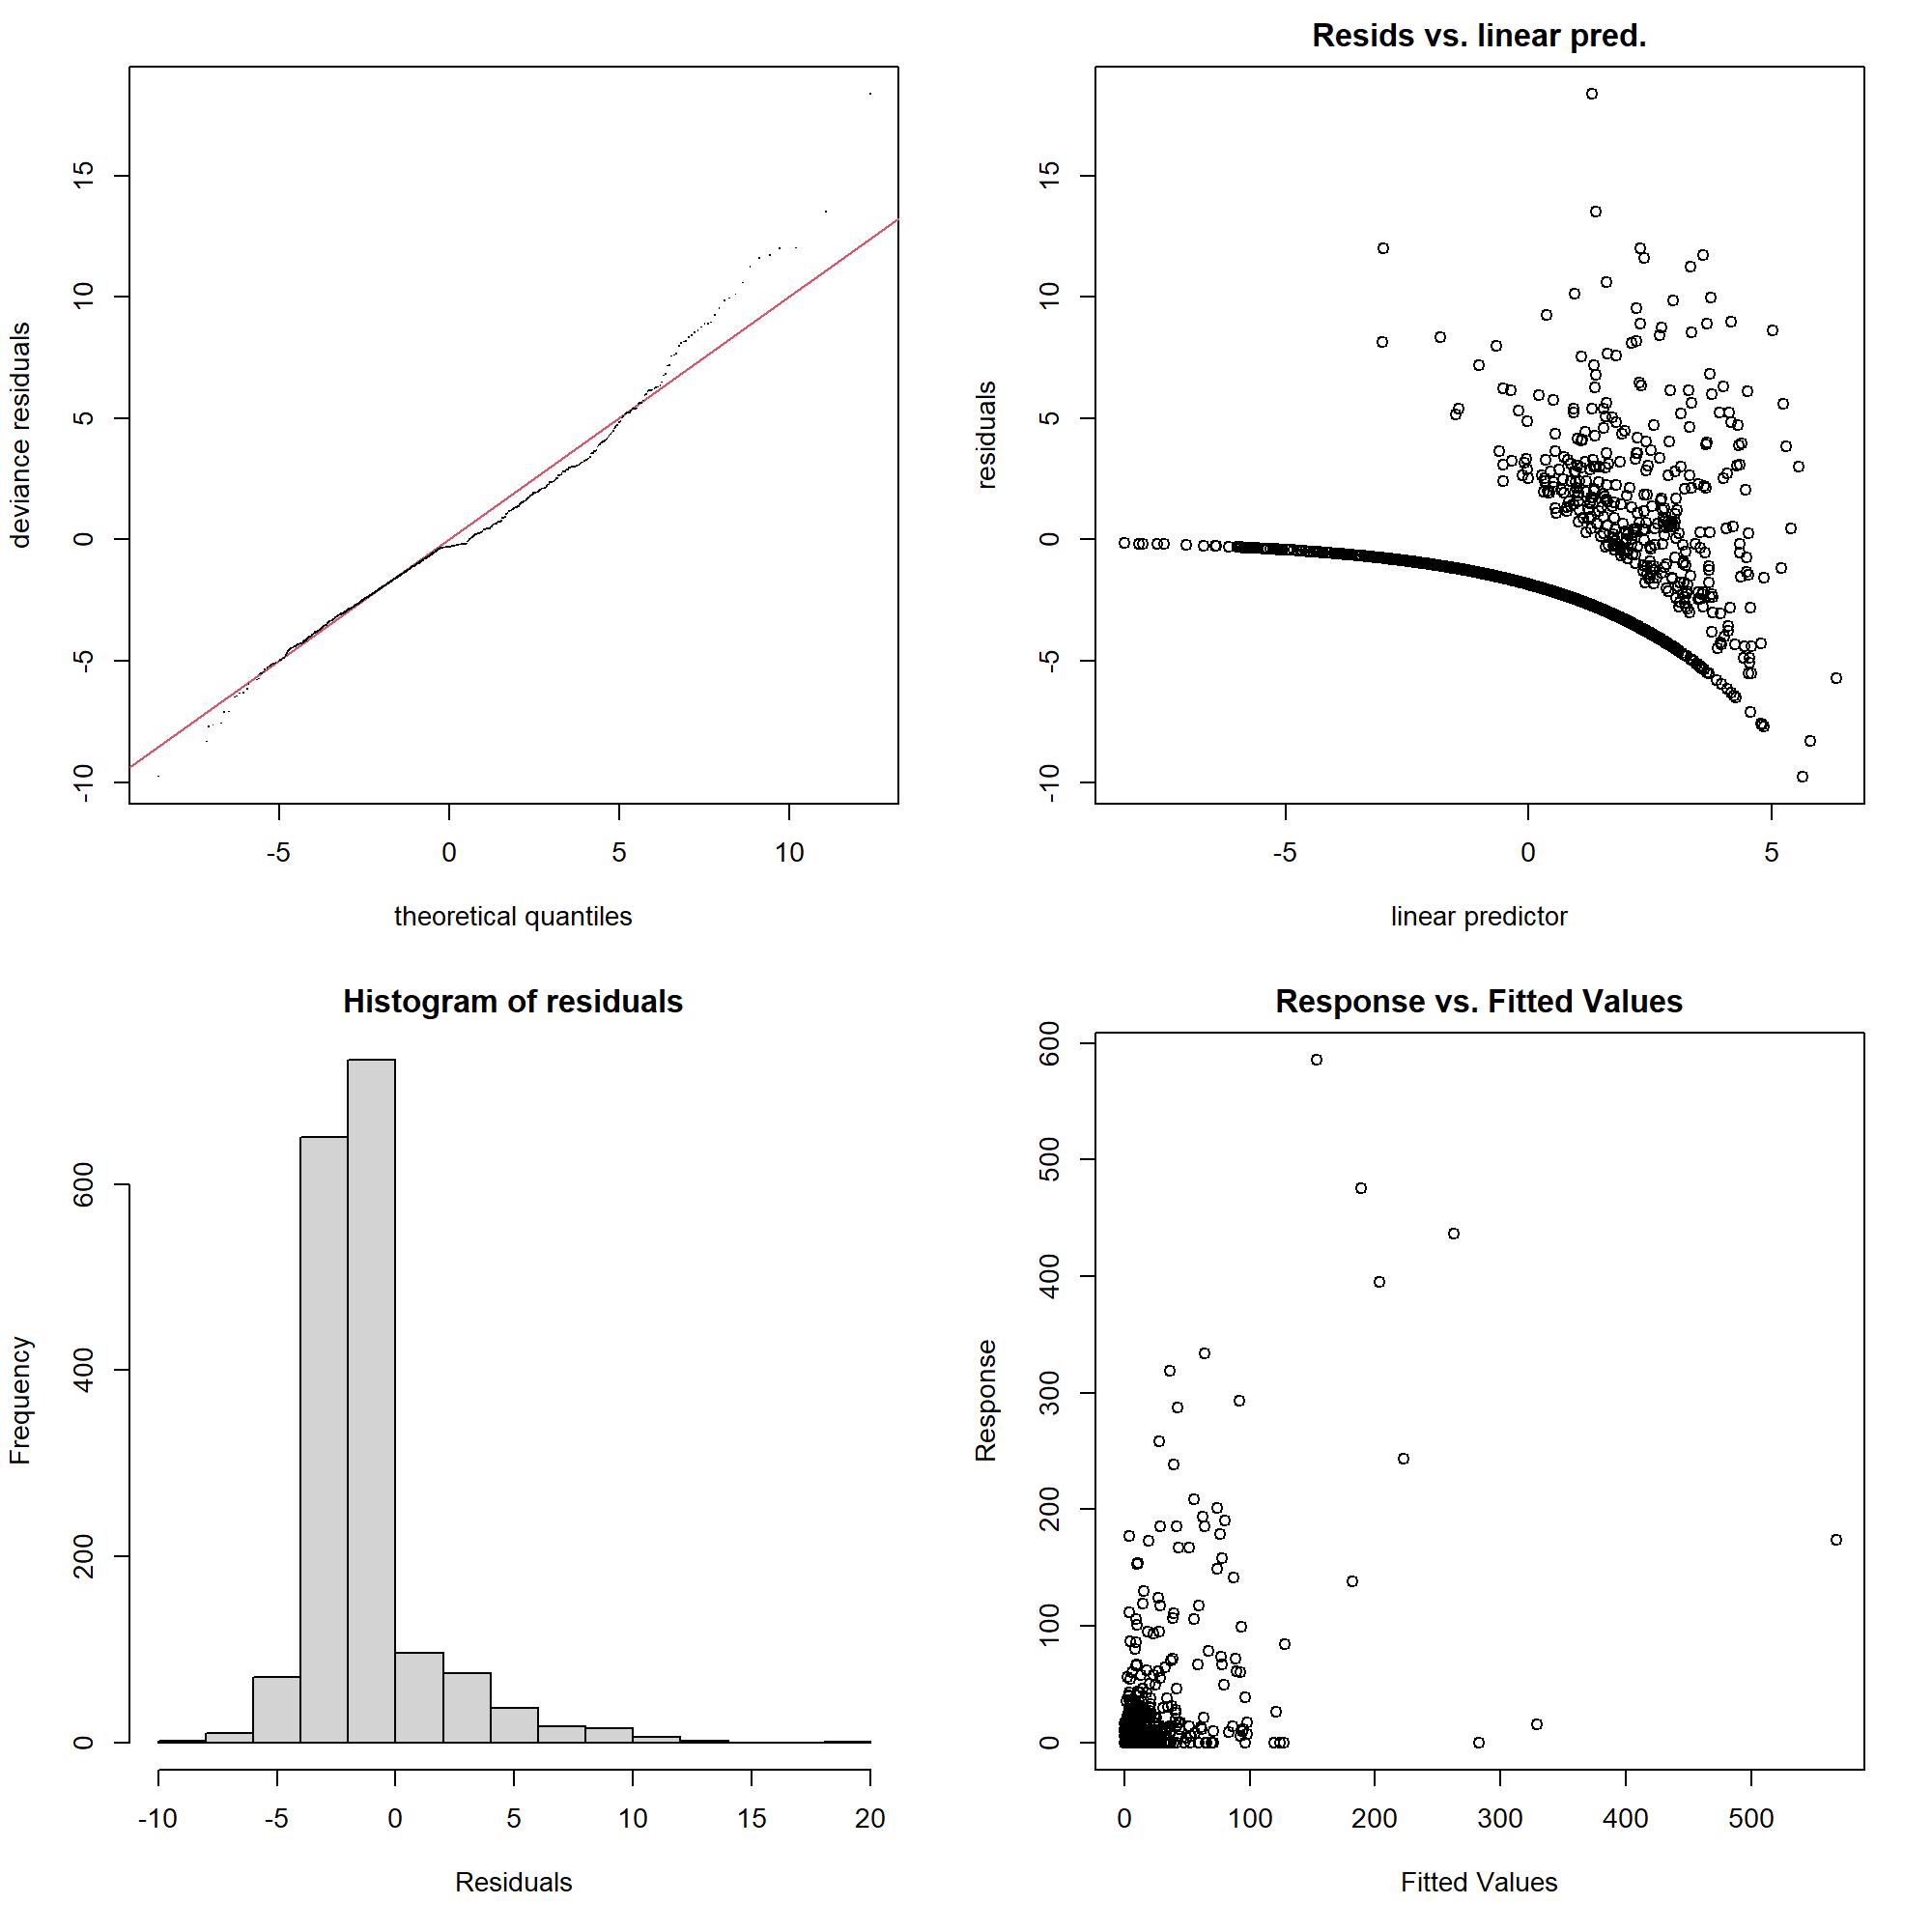 15
10
5
0
-5
-10
deviance residuals
-5 0 5 10
theoretical quantiles
Resids vs. linear pred.
15
10
5
0
-5
-10
residuals
-5 0 5
linear predictor
Histogram of residuals
600
400
200
0
Frequency
-10 -5 0 5 10 15 20
Residuals
Response vs. Fitted Values
600
500
400
300
200
100
0
Response
0 100 200 300 400 500
Fitted Values